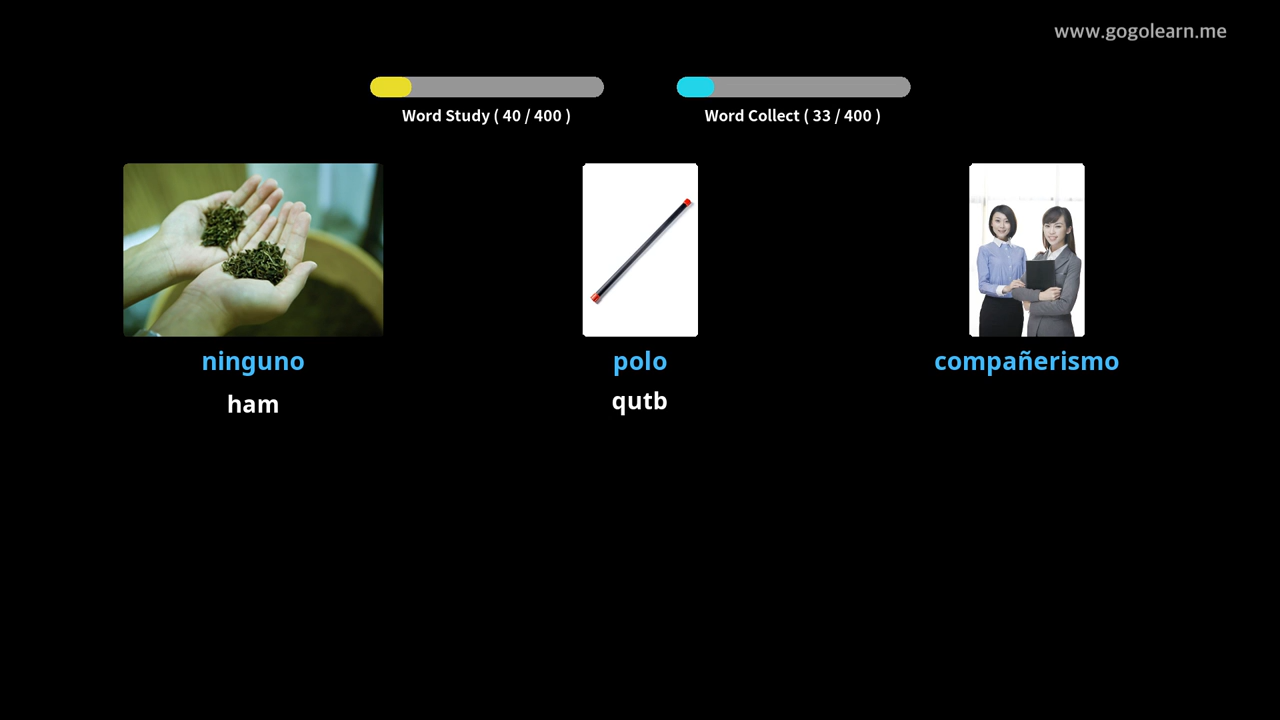 www.gogolearn.me
Word Study ( 40 / 400 )
Word Collect ( 33 / 400 )
ninguno
ham
polo
qutb
compañerismo